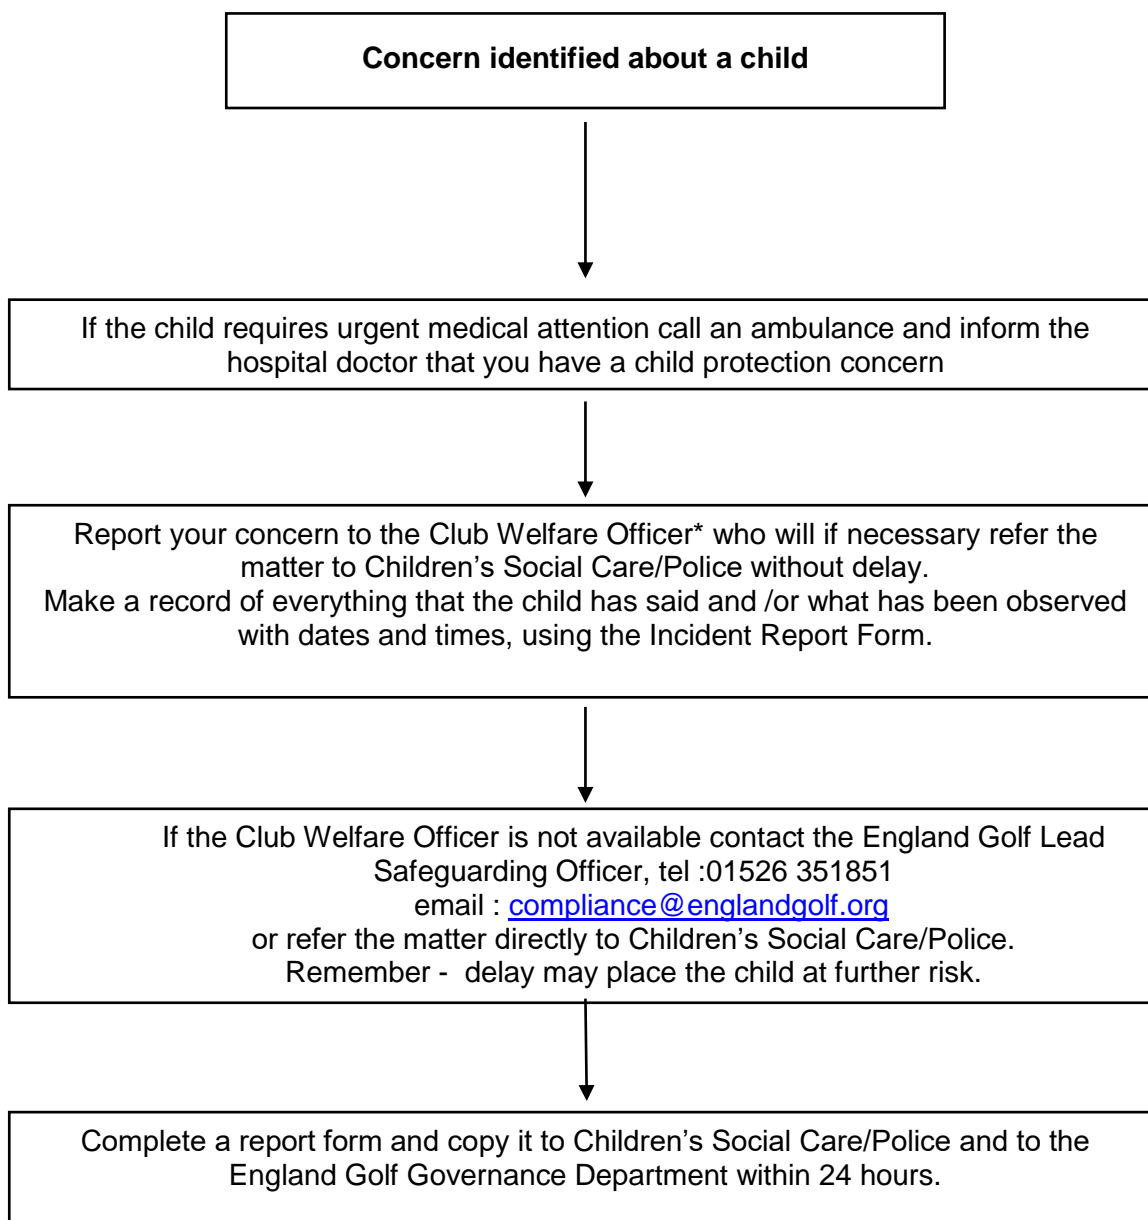 Concern identified about a child
If the child requires urgent medical attention call an ambulance and inform the
hospital doctor that you have a child protection concern
Report your concern to the Club Welfare Officer* who will if necessary refer the
matter to Children’s Social Care/Police without delay.
Make a record of everything that the child has said and /or what has been observed
with dates and times, using the Incident Report Form.
If the Club Welfare Officer is not available contact the England Golf Lead
Safeguarding Officer, tel :01526 351851
email : compliance@englandgolf.org
or refer the matter directly to Children’s Social Care/Police.
Remember -  delay may place the child at further risk.
Complete a report form and copy it to Children’s Social Care/Police and to the
England Golf Governance Department within 24 hours.